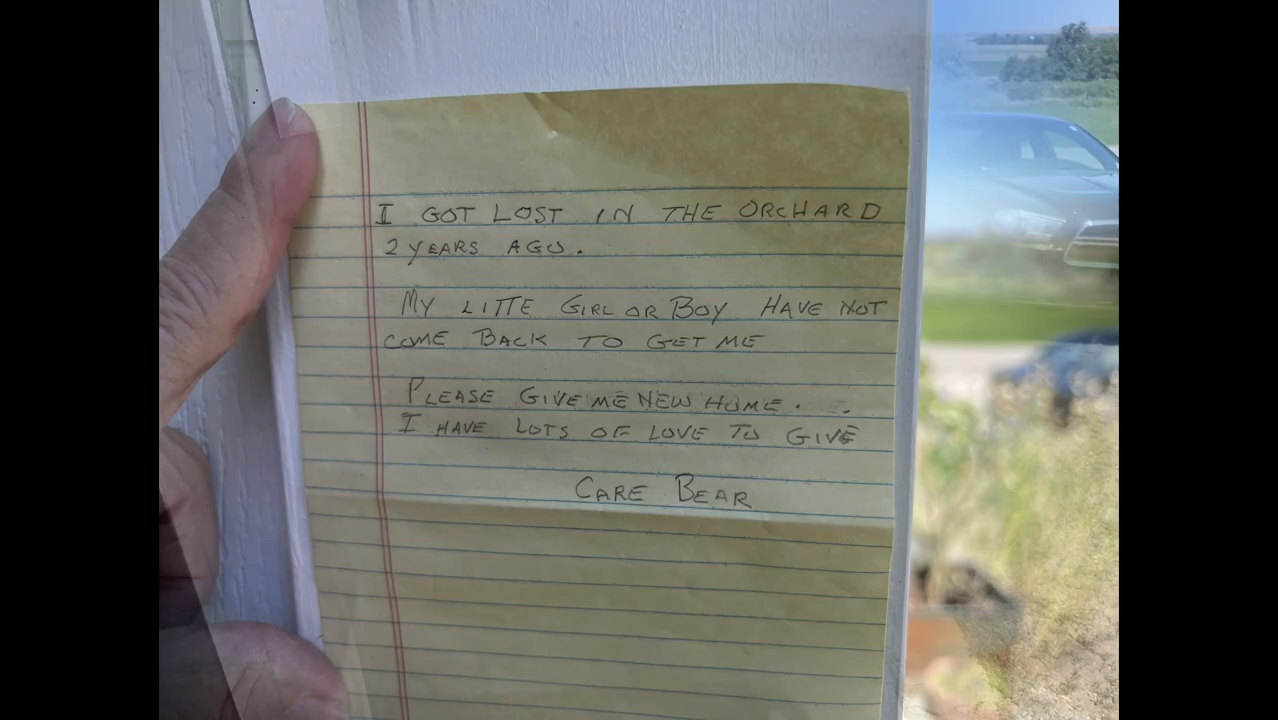 I GOT LOST IN THE ORCHARD
2 YEARS AGO.
MY LITTE GIRL OR BOY HAVE NOT
COME BACK TO GET ME
PLEASE GIVE ME NEW HOME. . .
I HAVE LOTS OF LOVE TO GIVE
CARE BEAR